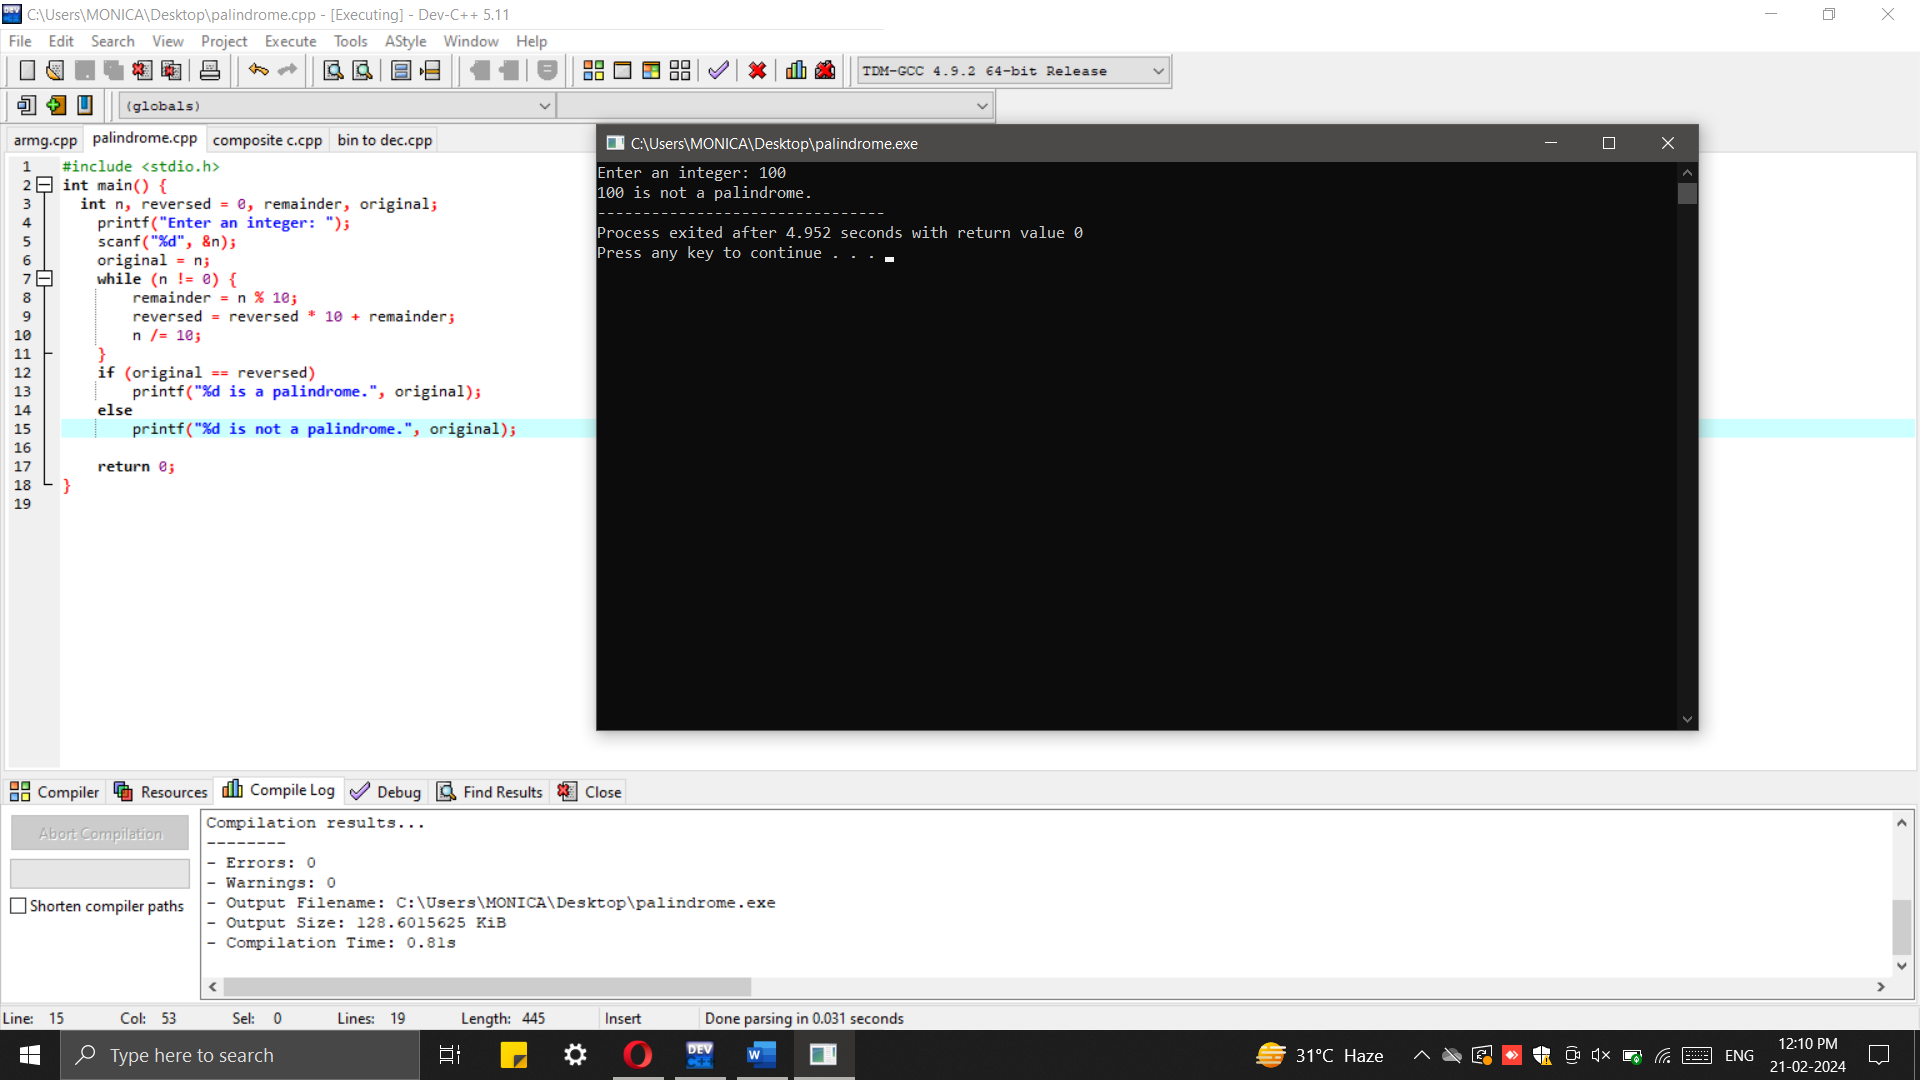 C:\Users\MONICA\Desktop\palindrome.cpp - [Executing] - Dev-C++ 5.11
File Edit Search View Project Execute Tools AStyle Window Help
TDM-GCC 4.9.2 64-bit Release
(globals)
armg.cpp palindrome.cpp composite c.cpp bin to dec.cpp
1 #include <stdio.h>
2 int main() {
3 int n, reversed = 0, remainder, original;
4 printf("Enter an integer: ");
5 scanf("%d", &n);
6 original = n;
7 while (n != 0) {
8 remainder = n % 10;
9 reversed = reversed * 10 + remainder;
10 n /= 10;
11 }
12 if (original == reversed)
13 printf("%d is a palindrome.", original);
14 else
15 printf("%d is not a palindrome.", original);
16
17 return 0;
18 }
19
C:\Users\MONICA\Desktop\palindrome.exe
Enter an integer: 100
100 is not a palindrome.
--------------------------------
Process exited after 4.952 seconds with return value 0
Press any key to continue . . .
Compiler Resources Compile Log Debug Find Results Close
Abort Compilation
Shorten compiler paths
Compilation results...
--------
- Errors: 0
- Warnings: 0
- Output Filename: C:\Users\MONICA\Desktop\palindrome.exe
- Output Size: 128.6015625 KiB
- Compilation Time: 0.81s
Line: 15 Col: 53 Sel: 0 Lines: 19 Length: 445 Insert Done parsing in 0.031 seconds
Type here to search
DEV
W
31°C Haze
ENG
12:10 PM
21-02-2024